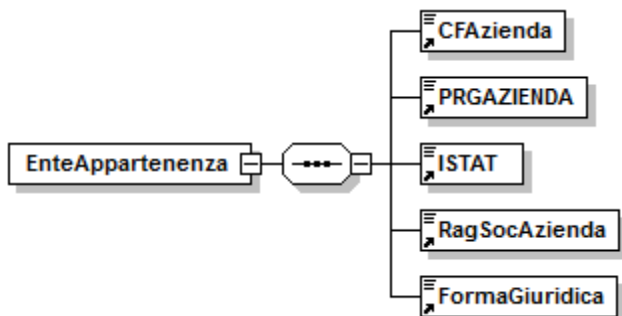 CFAzienda
PRGAZIENDA
EnteAppartenenza
ISTAT
RagSocAzienda
FormaGiuridica